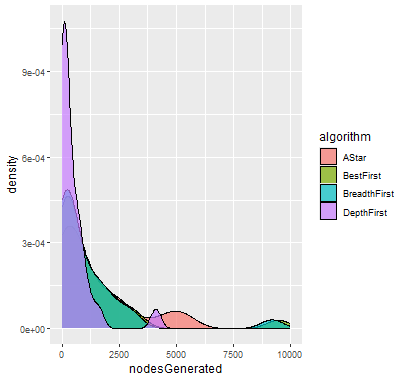 9e-04
6e-04
3e-04
0e+00
density
0
2500
5000
7500
10000
nodesGenerated
algorithm
AStar
BestFirst
BreadthFirst
DepthFirst